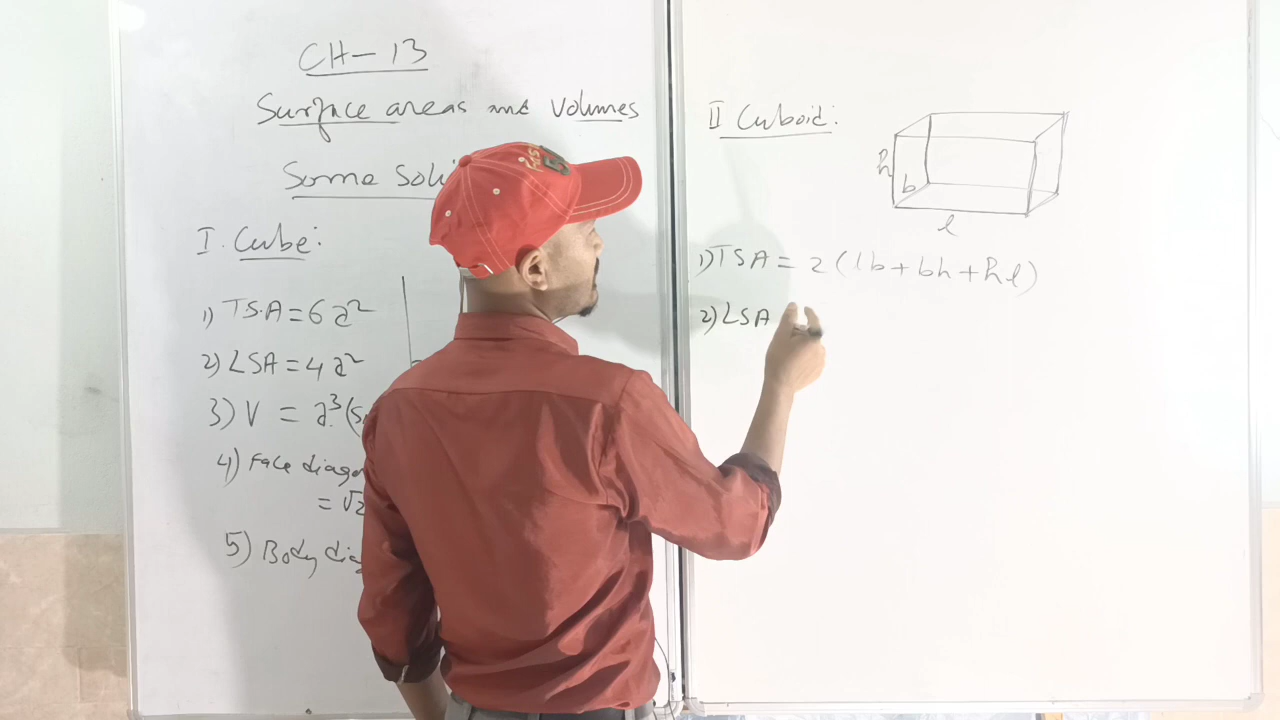 CH-13
Surface areas and Volumes
Some Soli
I. Cube:
1) T.S.A = 6a²
2) LSA = 4a²
3) V = a³ (s
4) Face diago
= √2
5) Body diag
II Cuboid:
h
b
l
1) TSA = 2(lb+bh+hl)
2) LSA